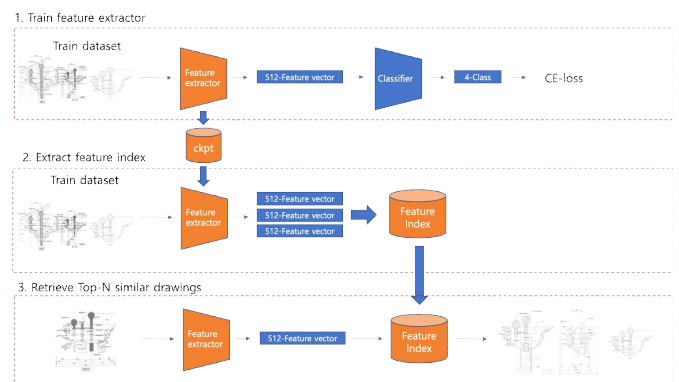 1. Train feature extractor
Train dataset
Feature
extractor
512-Feature vector
Classifier
4-Class
CE-loss
ckpt
2. Extract feature index
Train dataset
Feature
extractor
512-Feature vector
512-Feature vector
512-Feature vector
Feature
Index
3. Retrieve Top-N similar drawings
Feature
extractor
512-Feature vector
Feature
Index